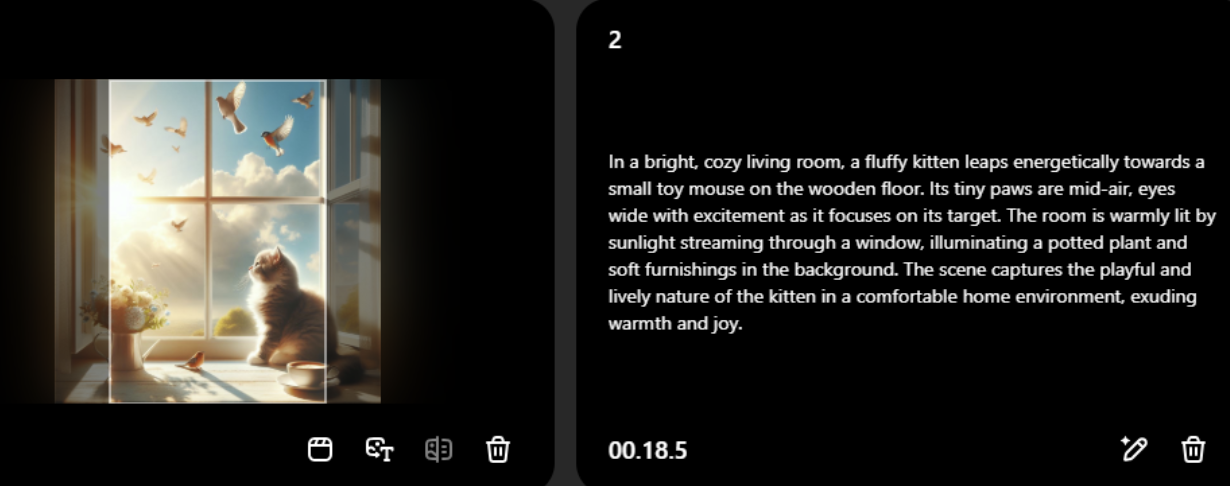 2
In a bright, cozy living room, a fluffy kitten leaps energetically towards a
small toy mouse on the wooden floor. Its tiny paws are mid-air, eyes
wide with excitement as it focuses on its target. The room is warmly lit by
sunlight streaming through a window, illuminating a potted plant and
soft furnishings in the background. The scene captures the playful and
lively nature of the kitten in a comfortable home environment, exuding
warmth and joy.
00.18.5